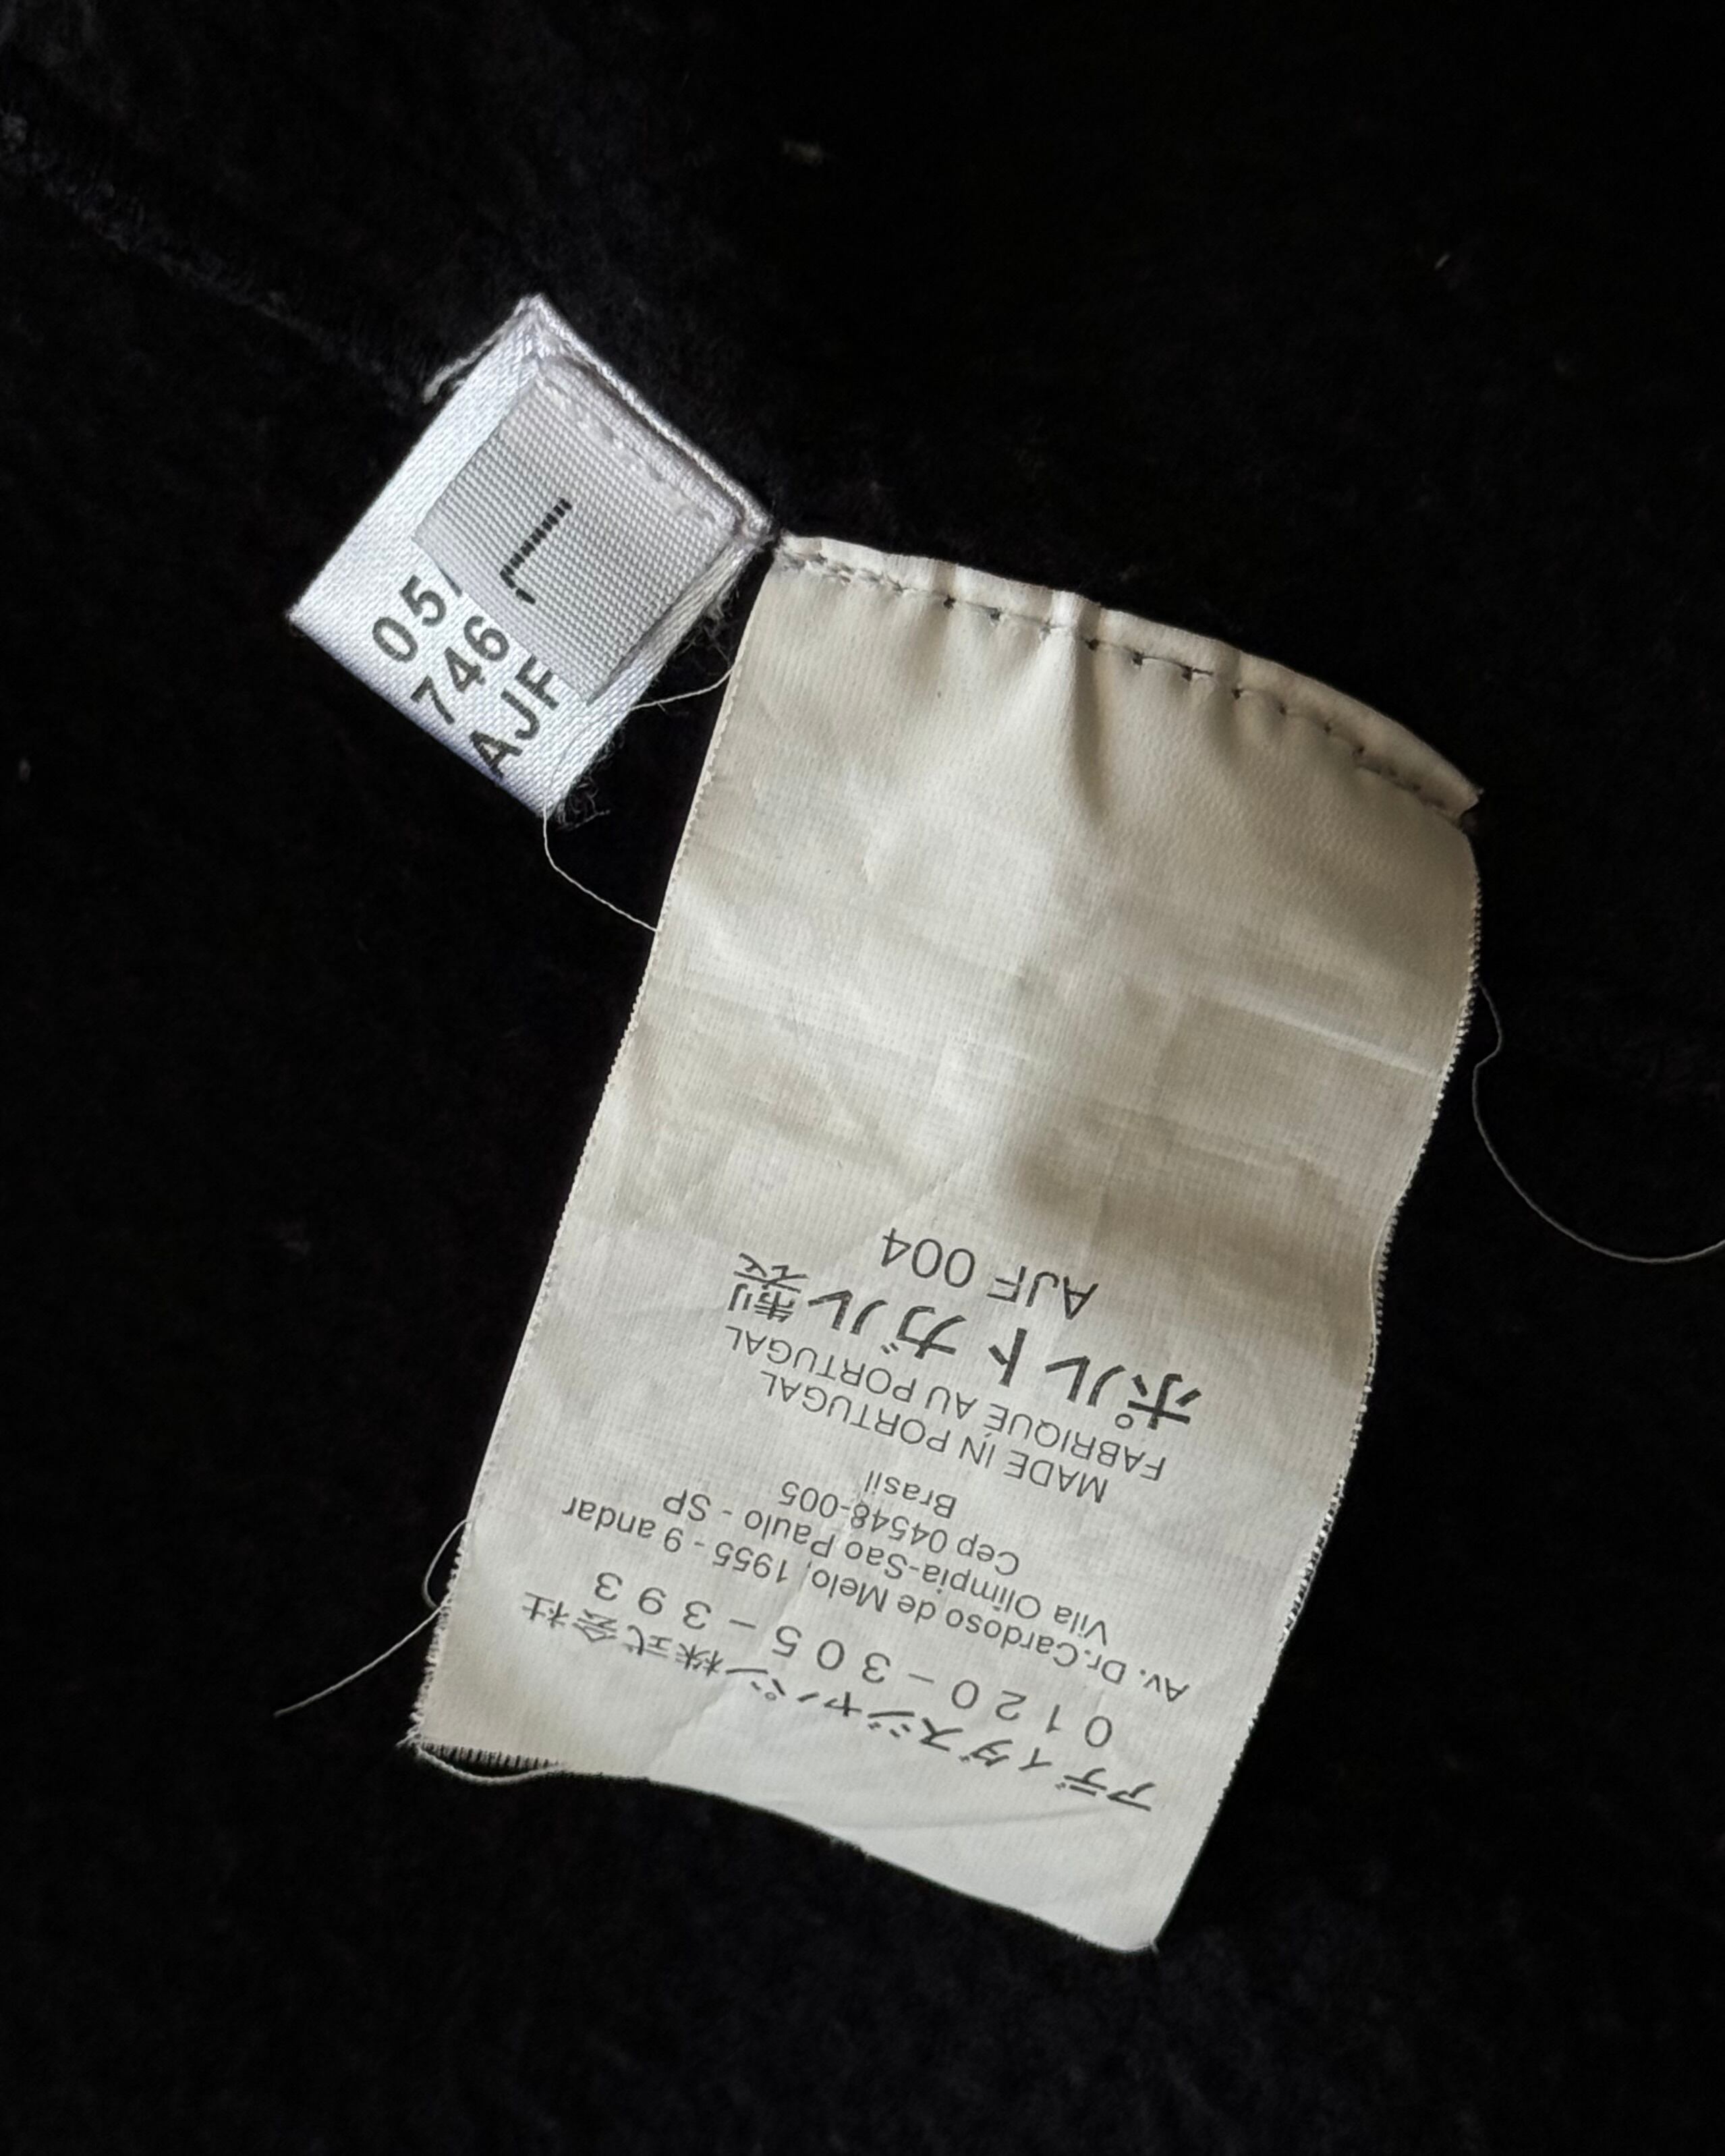 L
05/
746
AJF
アディダスジャパン株式会社
0120-305-393
Av. Dr.Cardoso de Melo, 1955 - 9 andar
Vila Olimpia-Sao Paulo - SP
Cep 04548-005
Brasil
MADE IN PORTUGAL
FABRIQUÉ AU PORTUGAL
ポルトガル製
AJF 004